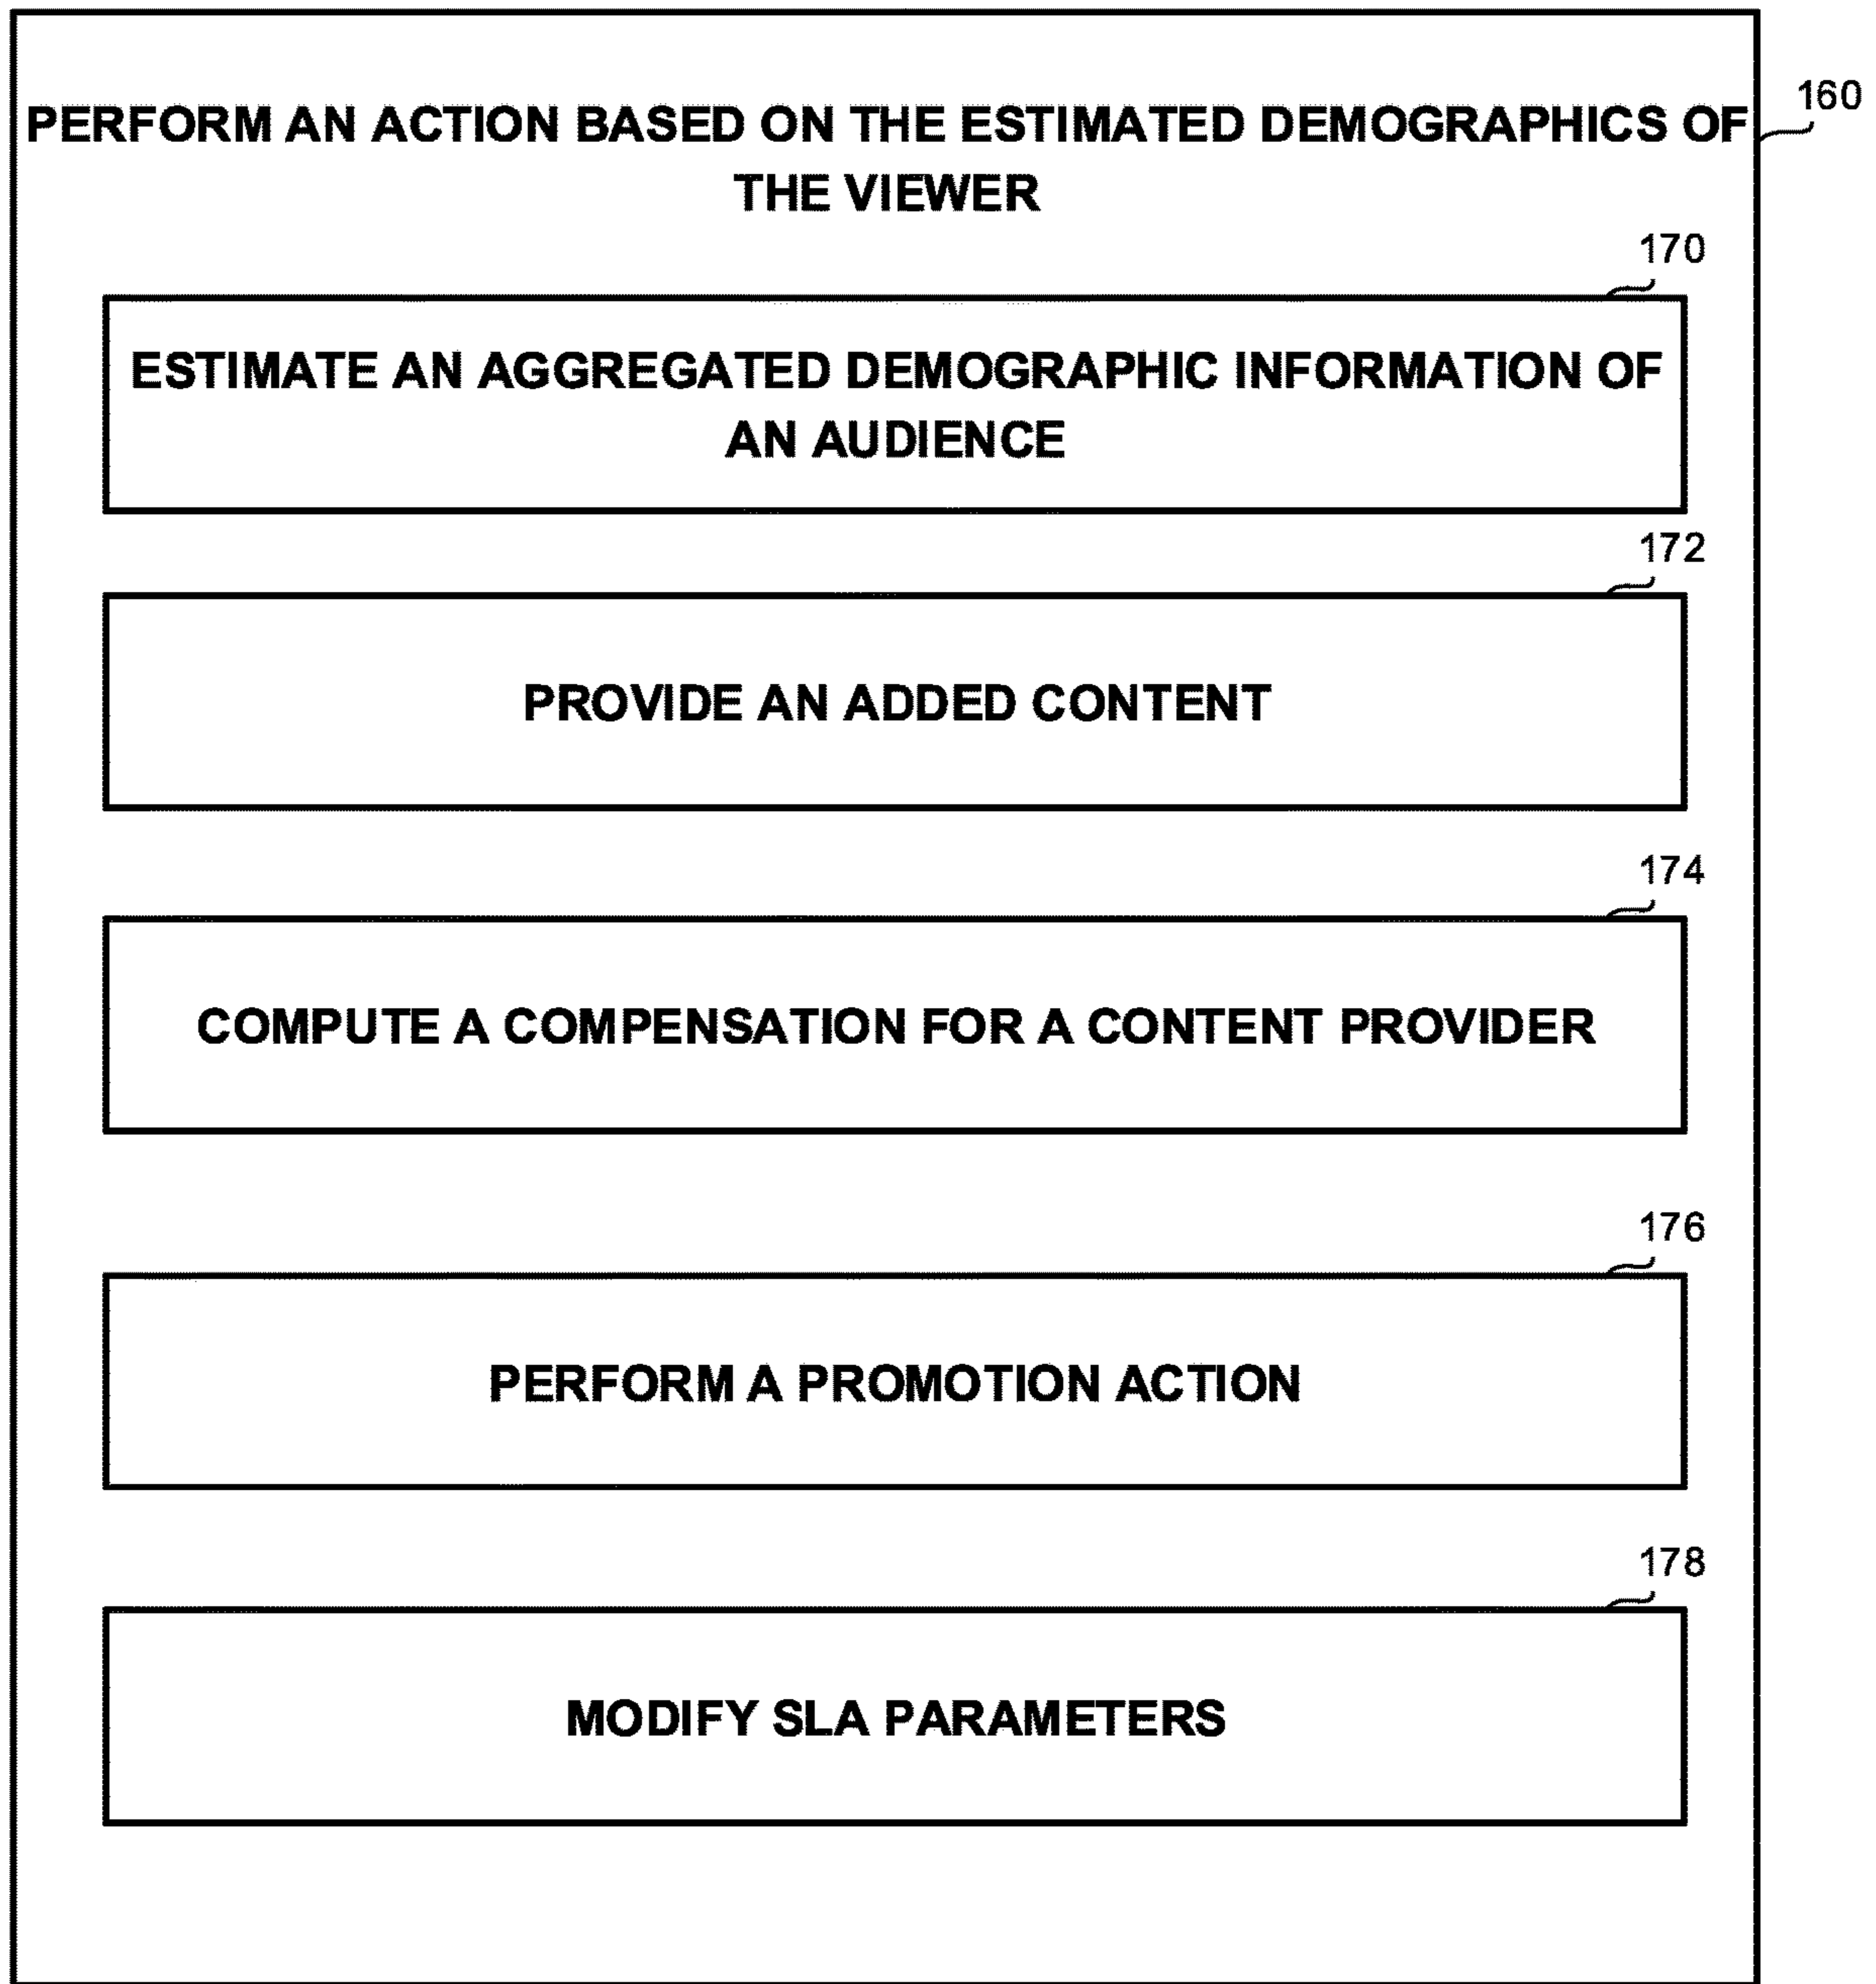 160
PERFORM AN ACTION BASED ON THE ESTIMATED DEMOGRAPHICS OF
THE VIEWER
170
ESTIMATE AN AGGREGATED DEMOGRAPHIC INFORMATION OF
AN AUDIENCE
172
PROVIDE AN ADDED CONTENT
174
COMPUTE A COMPENSATION FOR A CONTENT PROVIDER
176
PERFORM A PROMOTION ACTION
178
MODIFY SLA PARAMETERS